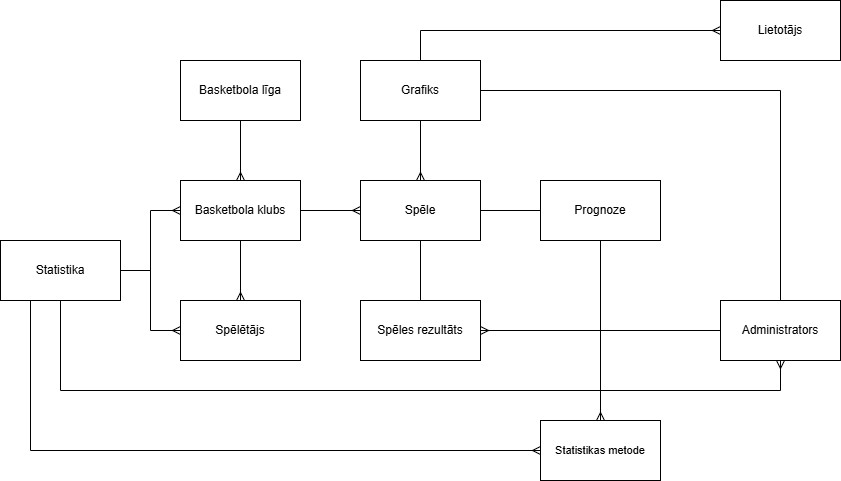 Lietotājs
Basketbola līga
Grafiks
Basketbola klubs
Spēle
Prognoze
Statistika
Spēlētājs
Spēles rezultāts
Administrators
Statistikas metode